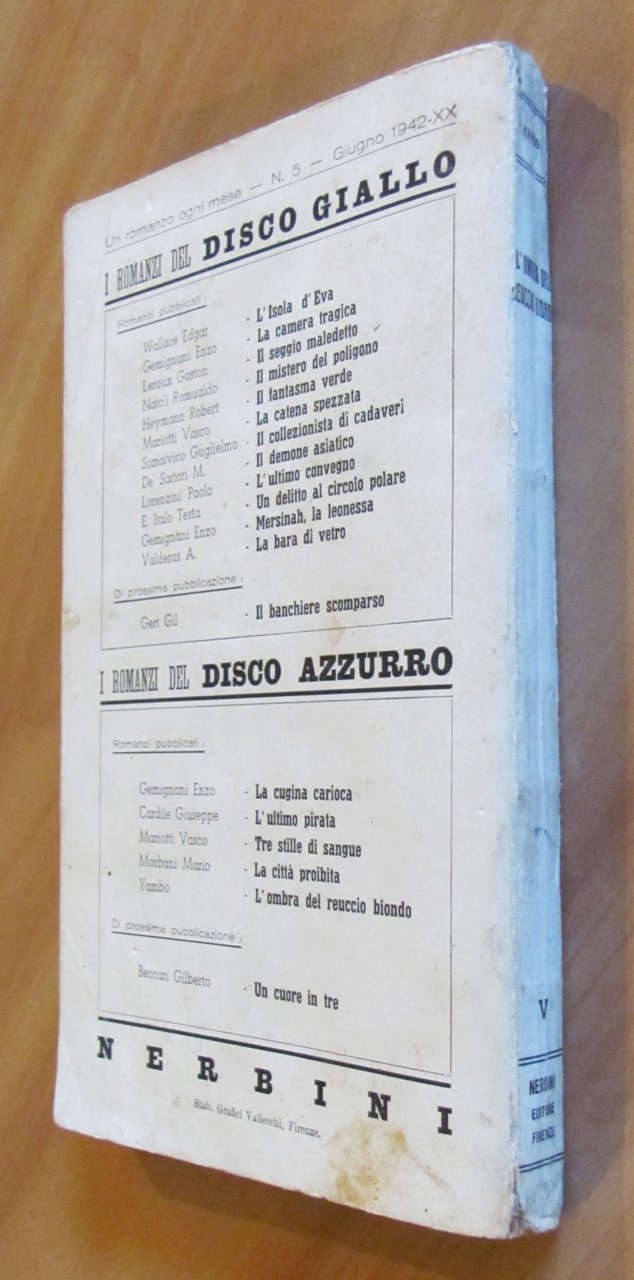 Un romanzo ogni mese — N. 5 — Giugno 1942-XX
I ROMANZI DEL DISCO GIALLO
Romanzi pubblicati:
Wallace Edgar - L'Isola d'Eva
Gemignani Enzo - La camera tragica
Leroux Gaston - Il seggio maledetto
Natoli Romualdo - Il mistero del poligono
Heymann Robert - Il fantasma verde
Mariotti Vasco - La catena spezzata
Somalvico Guglielmo - Il collezionista di cadaveri
De' Sartori M. - Il demone asiatico
Lorenzini Paolo - L'ultimo convegno
E. Italo Testa - Un delitto al circolo polare
Gemignani Enzo - Mersinah, la leonessa
Valderas A. - La bara di vetro
Di prossima pubblicazione:
Gert Gil - Il banchiere scomparso
I ROMANZI DEL DISCO AZZURRO
Romanzi pubblicati:
Gemignani Enzo - La cugina carioca
Cardile Giuseppe - L'ultimo pirata
Mariotti Vasco - Tre stille di sangue
Morbani Mario - La città proibita
Yambo - L'ombra del reuccio biondo
Di prossima pubblicazione:
Beccari Gilberto - Un cuore in tre
NERBINI
Stab. Grafici Vallecchi, Firenze.
YAMBO
L'OMBRA DEL
REUCCIO BIONDO
V
NERBINI
EDITORE
FIRENZE